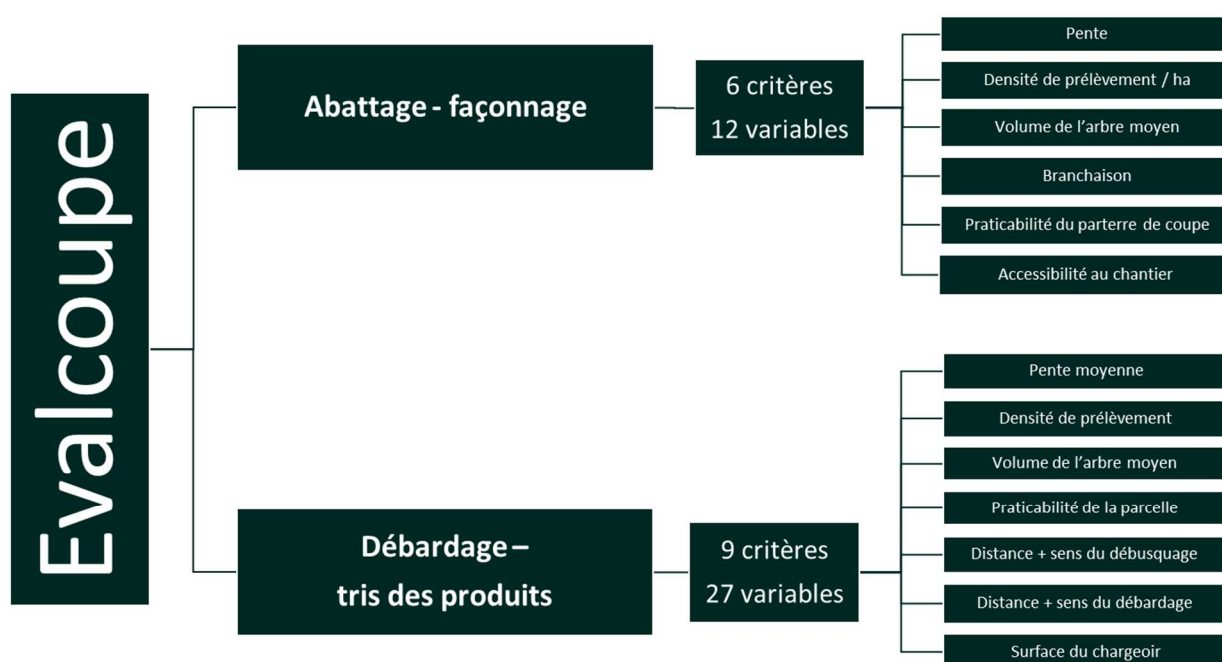 Evalcoupe
Abattage - façonnage
6 critères
12 variables
Pente
Densité de prélèvement / ha
Volume de l'arbre moyen
Branchaison
Praticabilité du parterre de coupe
Accessibilité au chantier
Débardage –
tris des produits
9 critères
27 variables
Pente moyenne
Densité de prélèvement
Volume de l'arbre moyen
Praticabilité de la parcelle
Distance + sens du débusquage
Distance + sens du débardage
Surface du chargeoir